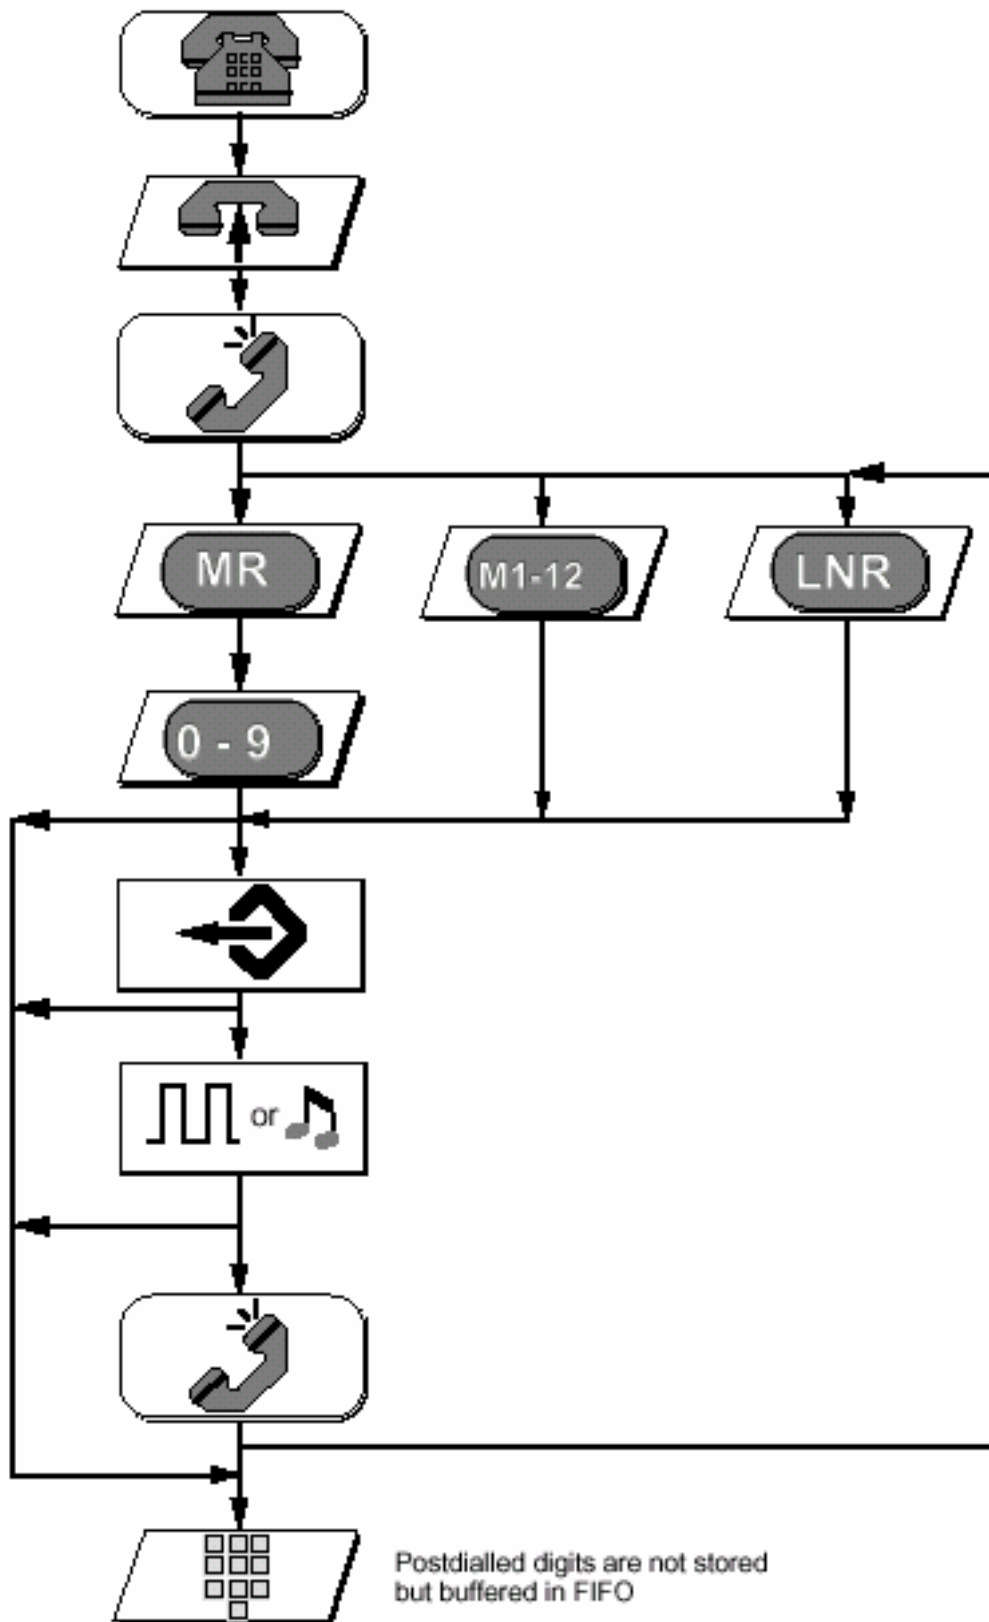 MR
M1-12
LNR
0 - 9
or
Postdialled digits are not stored
but buffered in FIFO